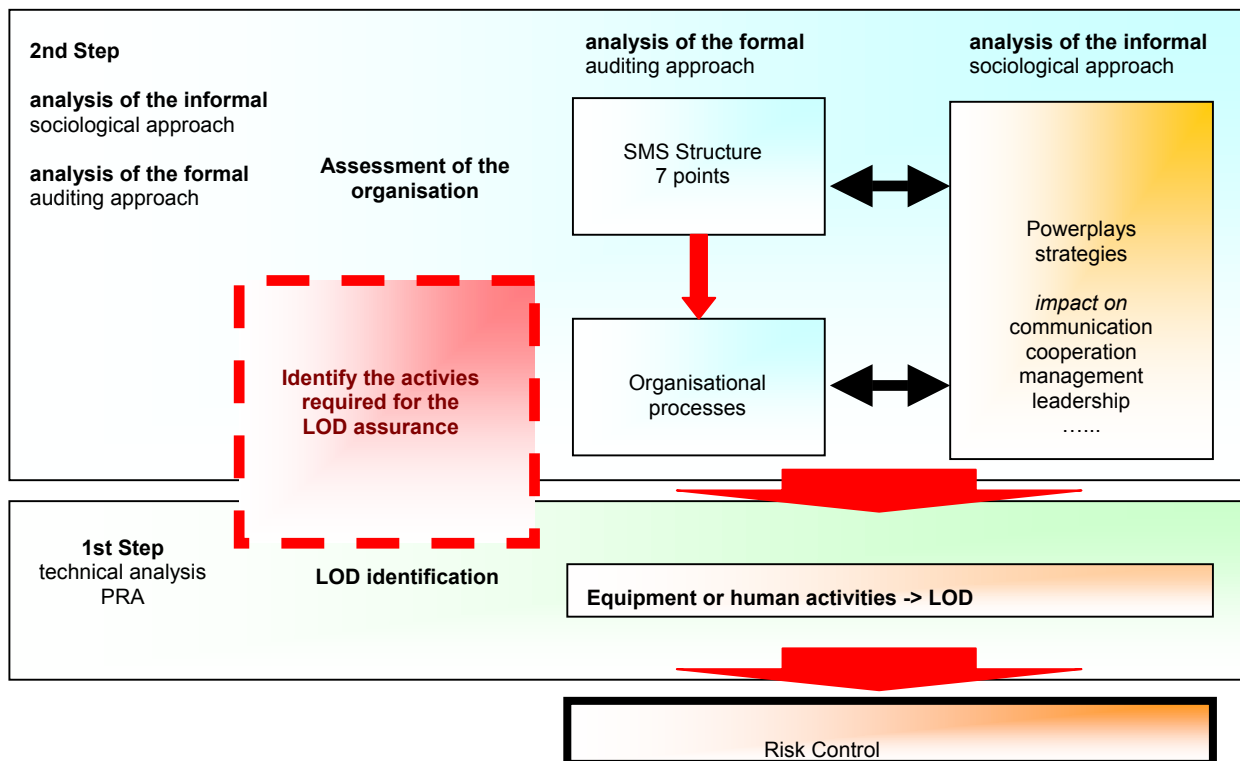 2nd Step
analysis of the informal
sociological approach
analysis of the formal
auditing approach
Assessment of the
organisation
analysis of the formal
auditing approach
SMS Structure
7 points
Organisational
processes
analysis of the informal
sociological approach
Powerplays
strategies
impact on
communication
cooperation
management
leadership
…...
Identify the activies
required for the
LOD assurance
1st Step
technical analysis
PRA
LOD identification
Equipment or human activities -> LOD
Risk Control